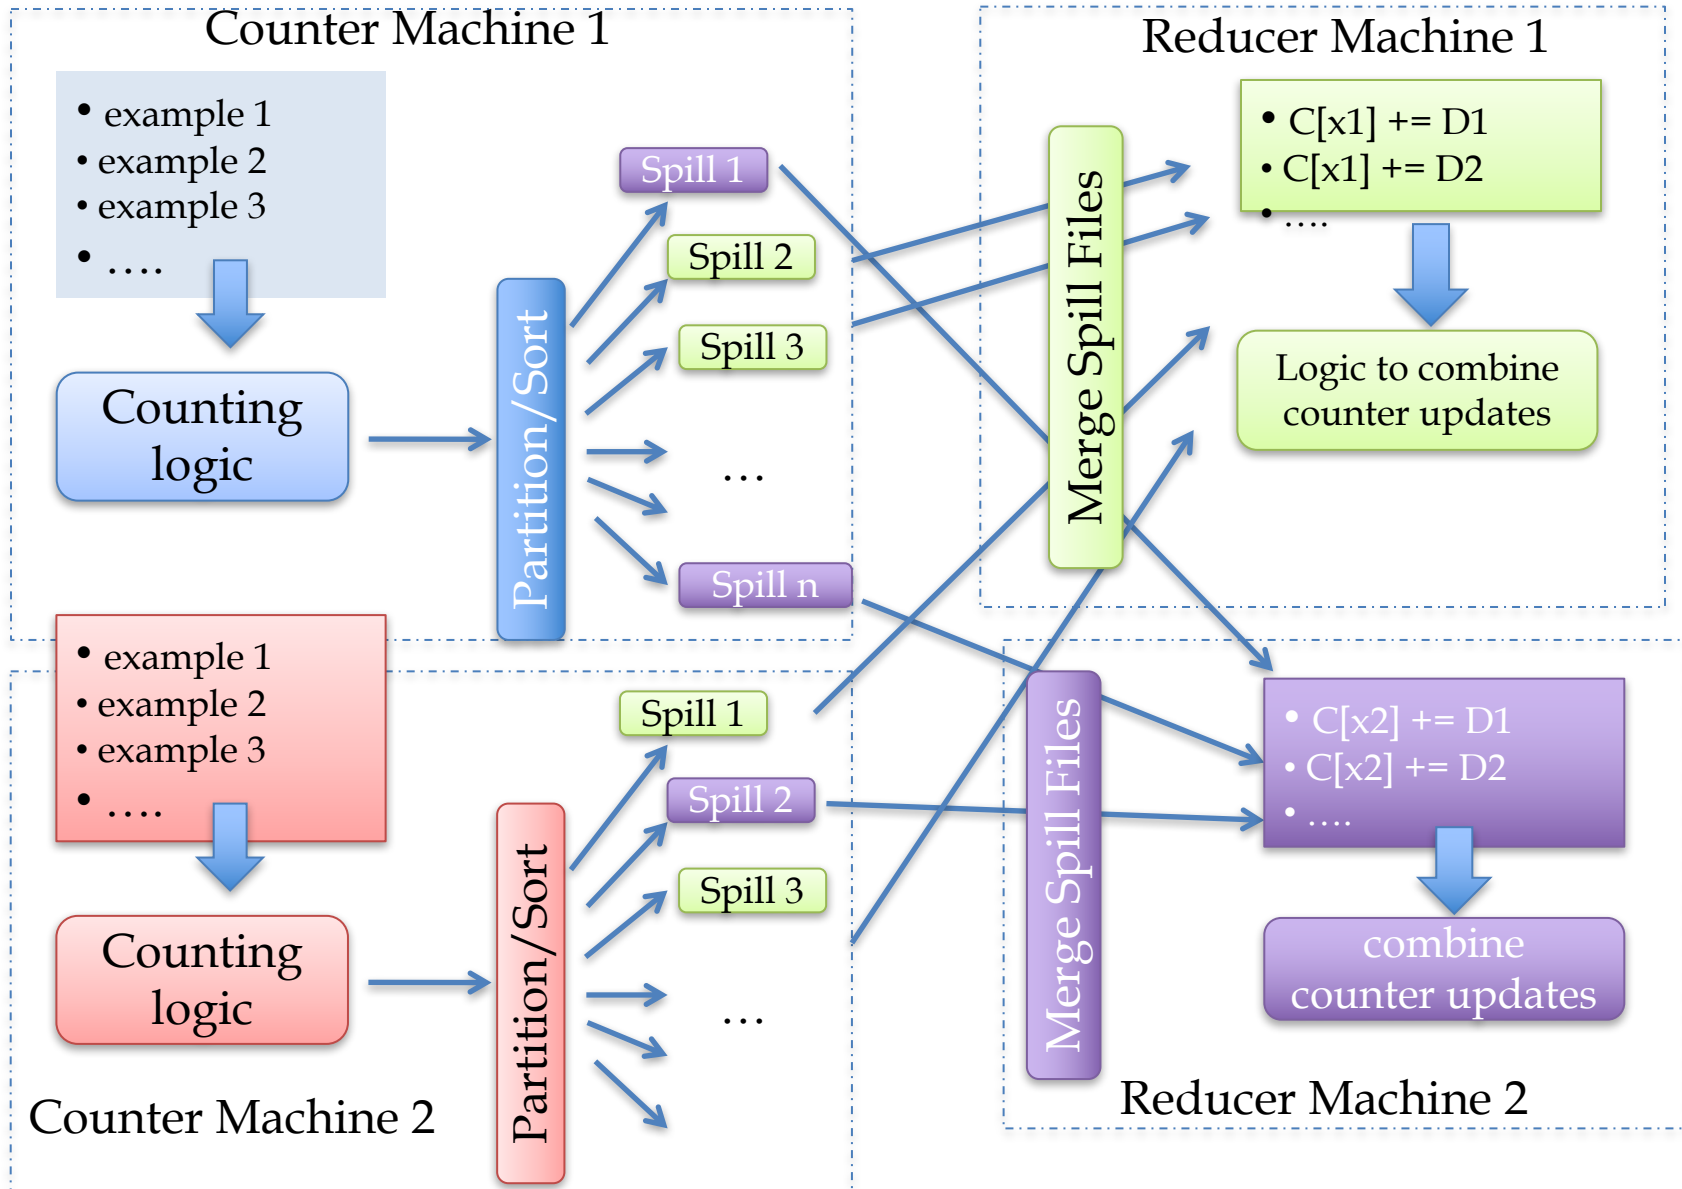 Counter Machine 1
• example 1
• example 2
• example 3
• ….
Counting
logic
Partition/Sort
Spill 1
Spill 2
Spill 3
…
Spill n
Reducer Machine 1
Merge Spill Files
• C[x1] += D1
• C[x1] += D2
• ….
Logic to combine
counter updates
• example 1
• example 2
• example 3
• ….
Counting
logic
Counter Machine 2
Partition/Sort
Spill 1
Spill 2
Spill 3
…
Merge Spill Files
• C[x2] += D1
• C[x2] += D2
• ….
combine
counter updates
Reducer Machine 2